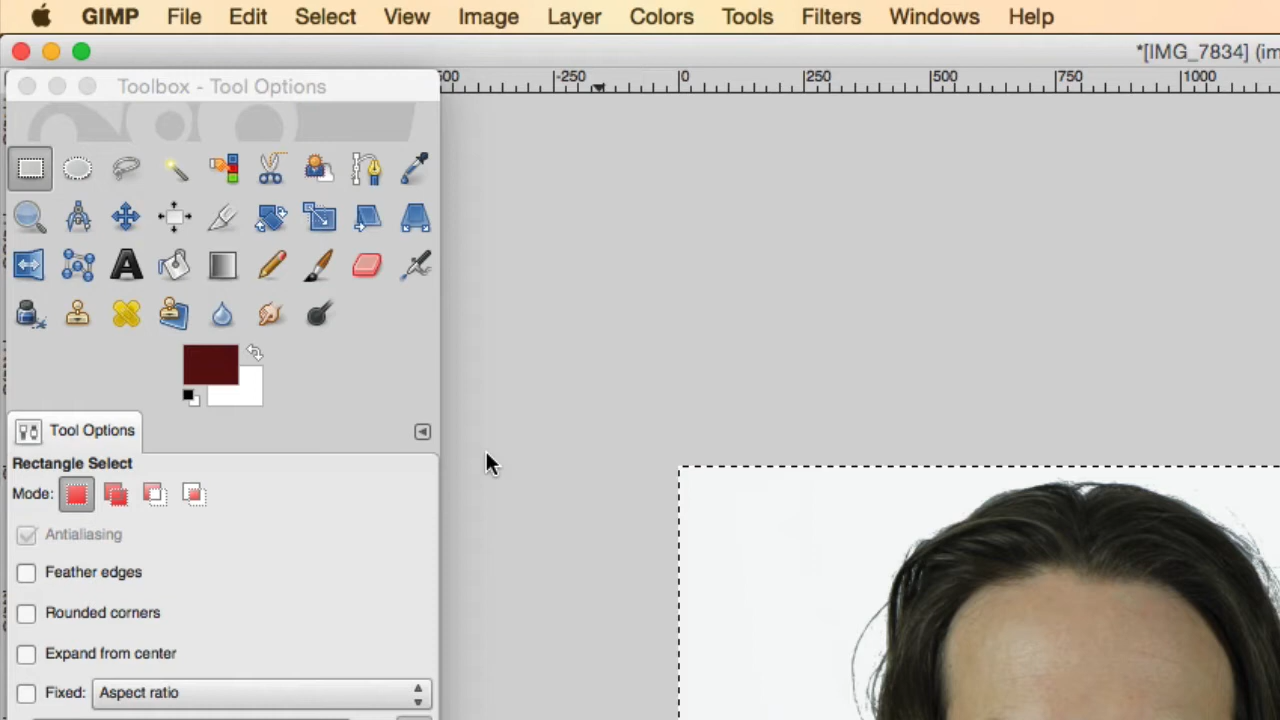 GIMP File Edit Select View Image Layer Colors Tools Filters Windows Help
*[IMG_7834] (im
Toolbox - Tool Options
500 -250 0 250 500 750 1000
Tool Options
Rectangle Select
Mode:
Antialiasing
Feather edges
Rounded corners
Expand from center
Fixed: Aspect ratio